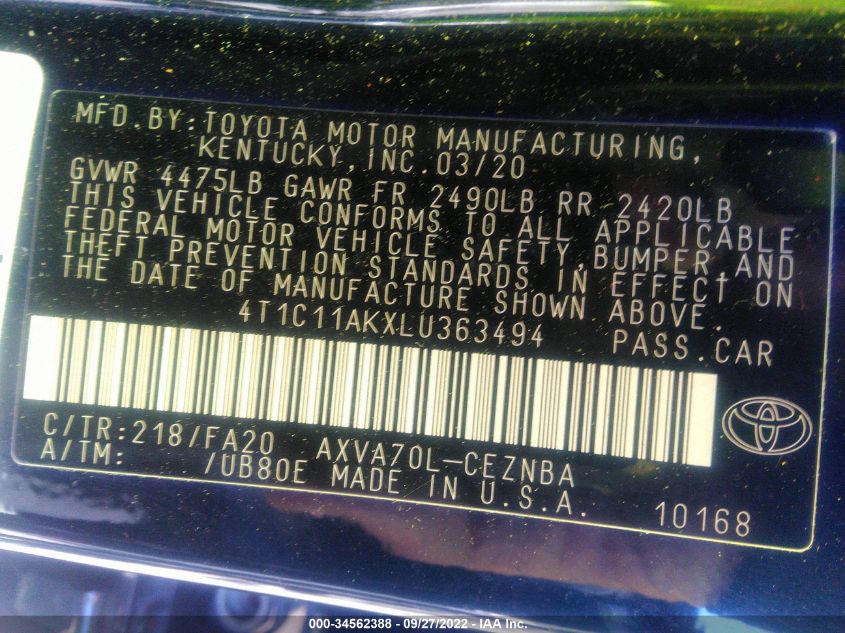 MFD.BY:TOYOTA MOTOR MANUFACTURING,
KENTUCKY,INC.03/20
GVWR 4475LB GAWR FR 2490LB RR 2420LB
THIS VEHICLE CONFORMS TO ALL APPLICABLE
FEDERAL MOTOR VEHICLE SAFETY,BUMPER,AND
THEFT PREVENTION STANDARDS IN EFFECT ON
THE DATE OF MANUFACTURE SHOWN ABOVE.
4T1C11AKXLU363494 PASS.CAR
C/TR:218/FA20 AXVA70L-CEZNBA
A/TM: /UB80E MADE IN U.S.A.
10168
000-34562388 - 09/27/2022 - IAA Inc.